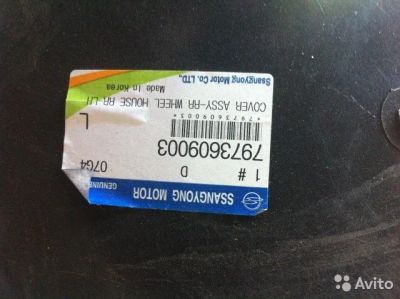 SSANGYONG MOTOR
GENUINE
1 # D 07G4
7973609003
*7973609003*
L
COVER ASSY-RR WHEEL HOUSE RR LH
Made In Korea
Ssangyong Motor Co. LTD.,
Avito